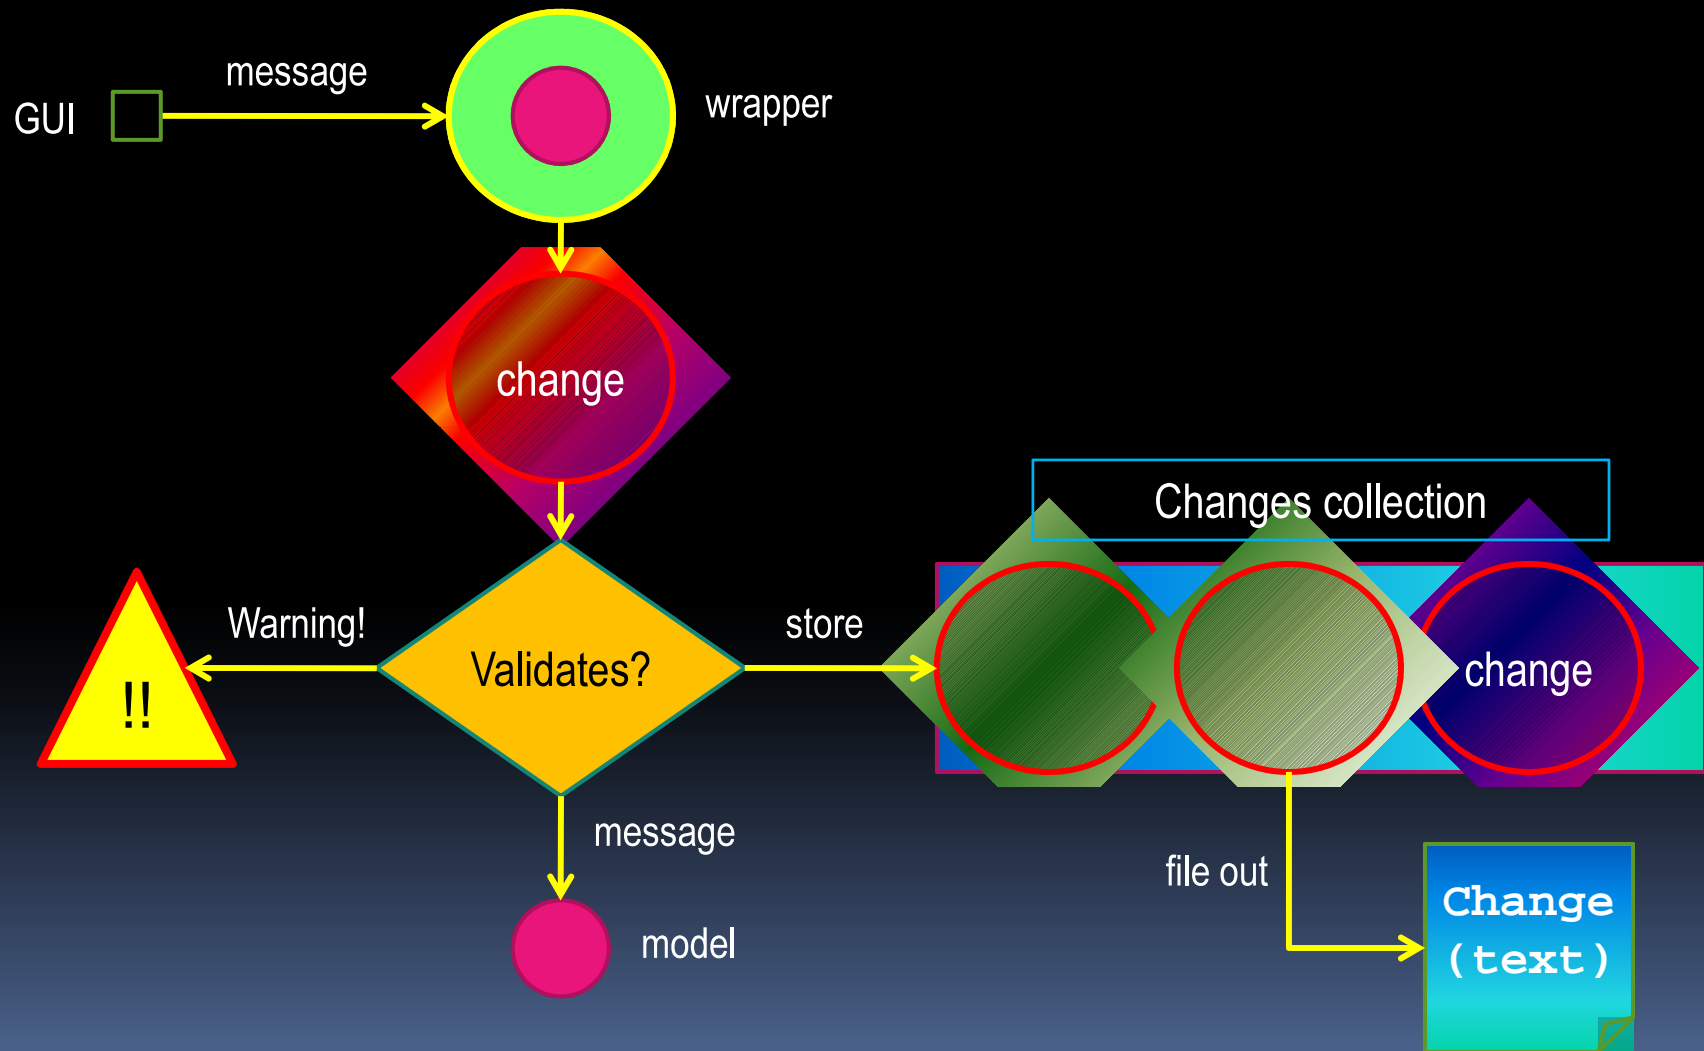 message
GUI
wrapper
change
Changes collection
Warning!
store
!!
Validates?
change
message
file out
Change
(text)
model